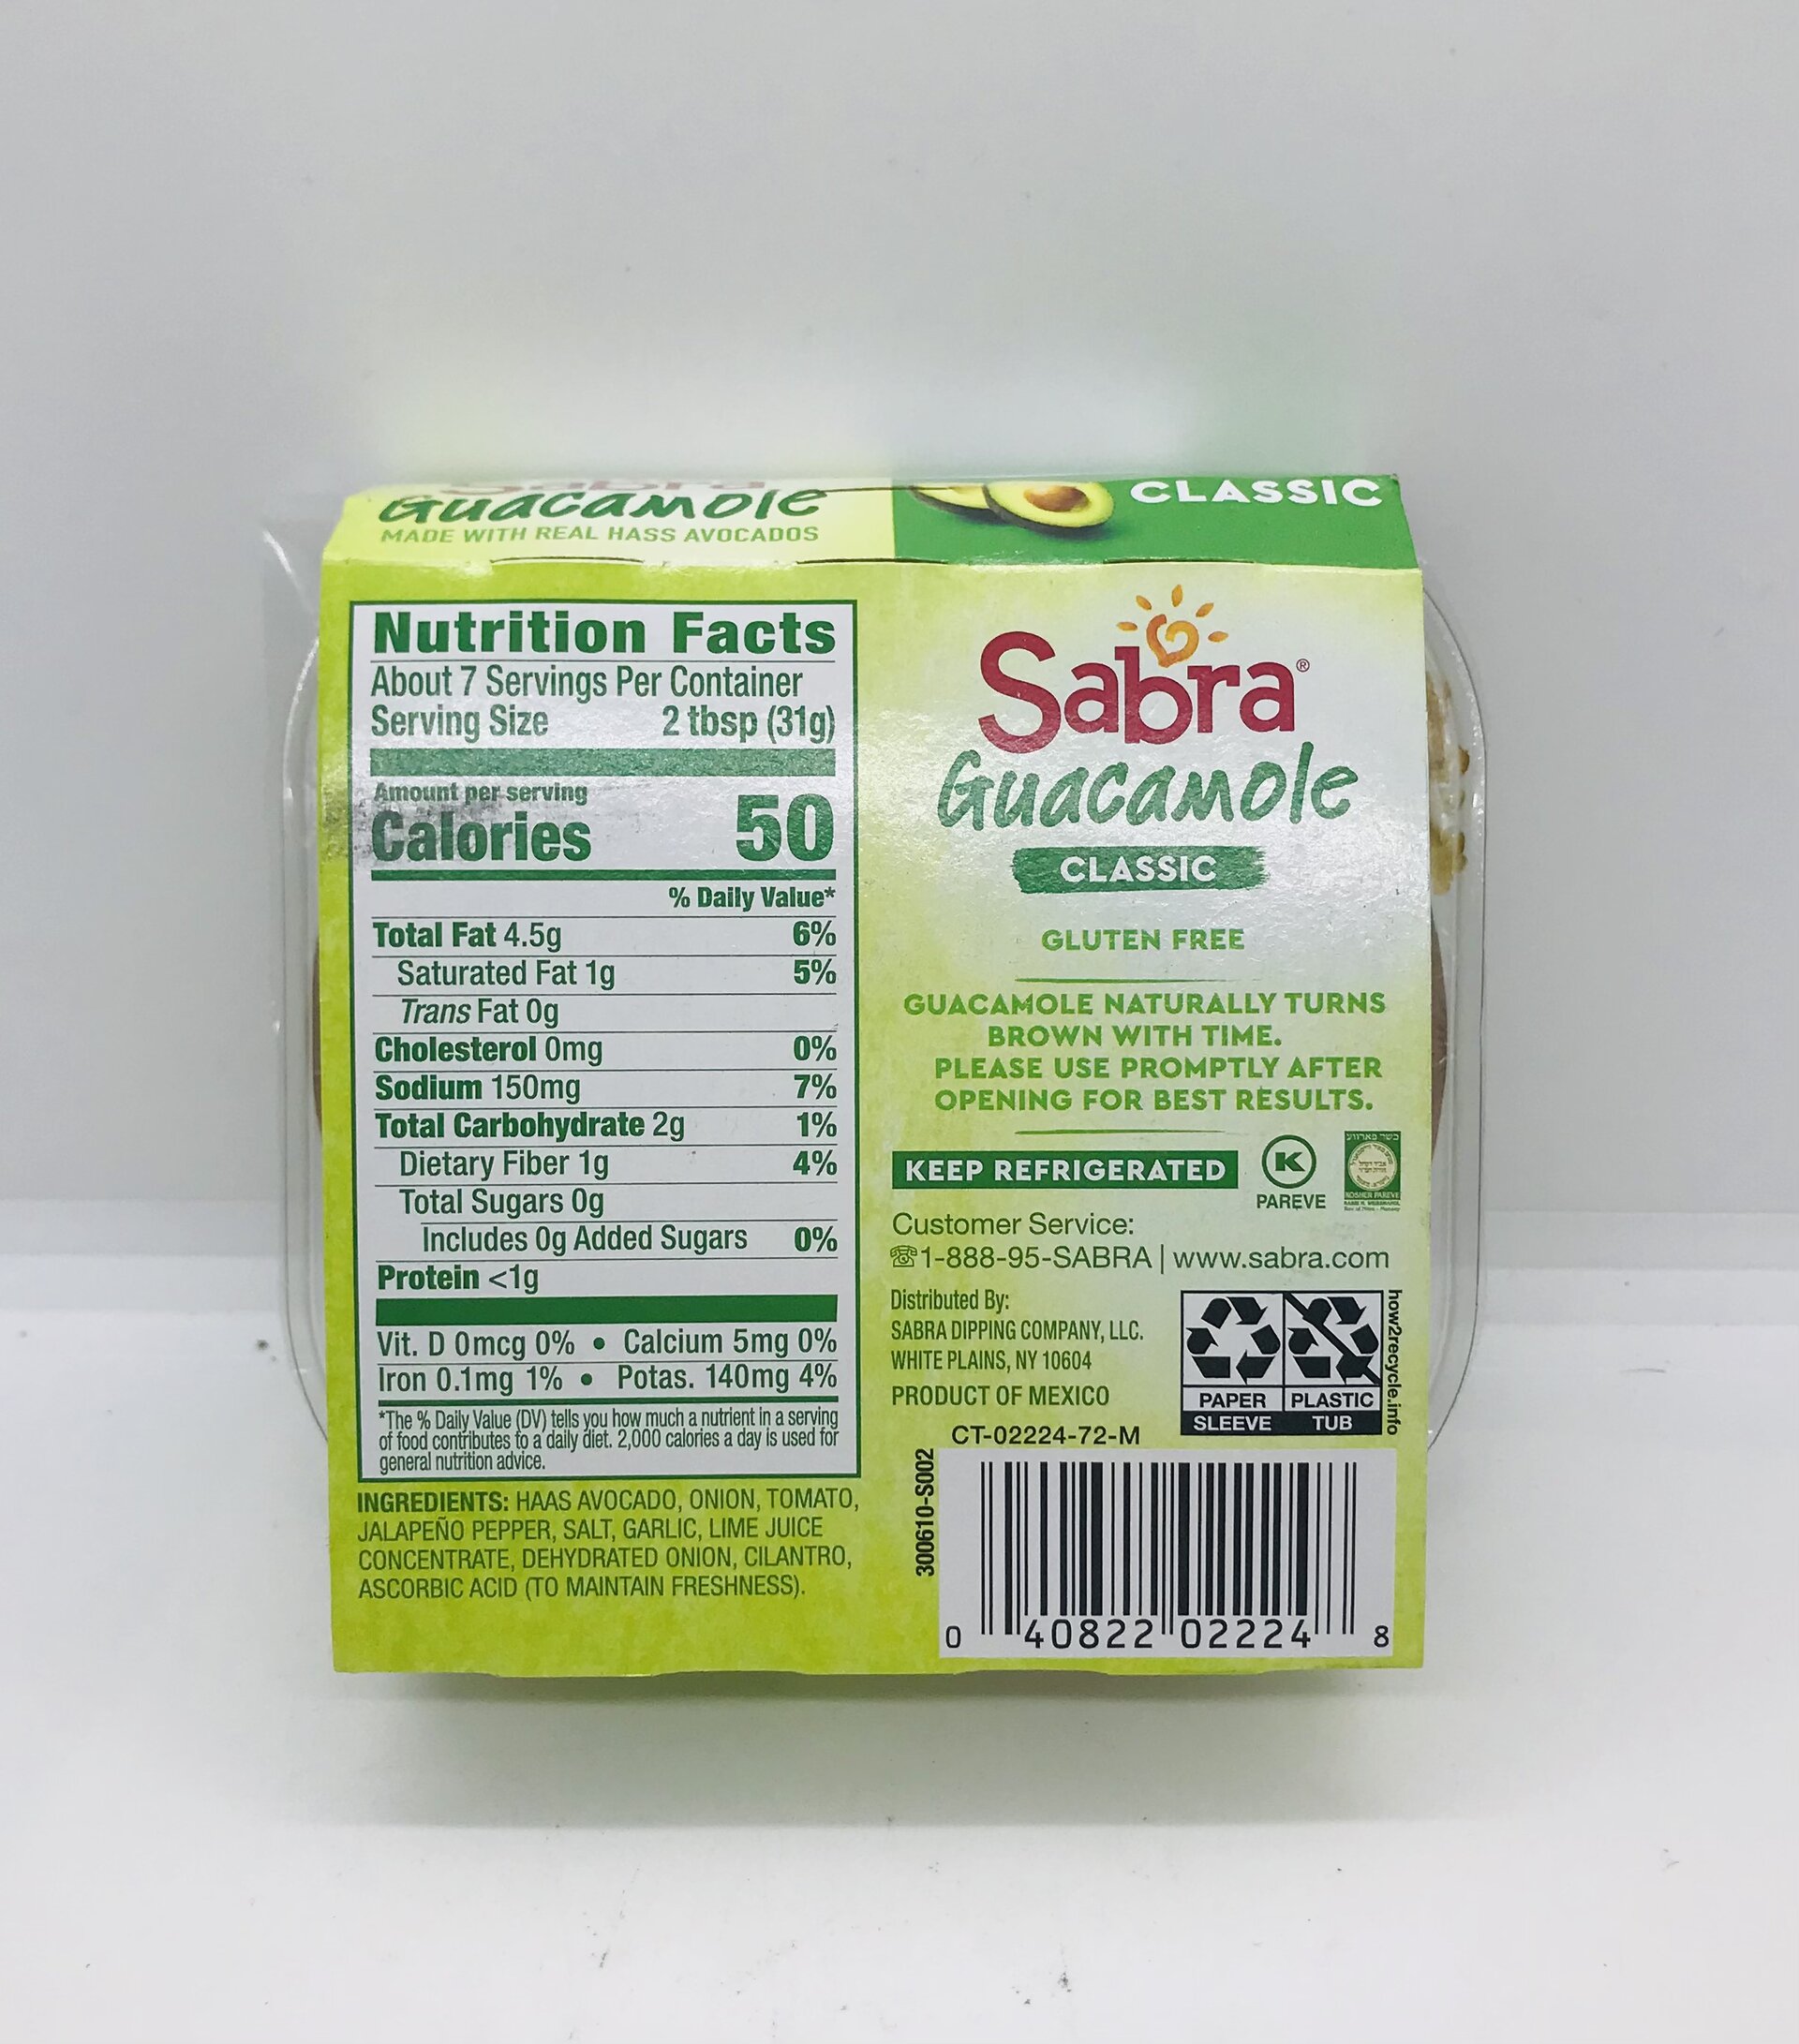 Sabra
Guacamole
MADE WITH REAL HASS AVOCADOS
CLASSIC
Nutrition Facts
About 7 Servings Per Container
Serving Size 2 tbsp (31g)
Amount per serving
Calories 50
% Daily Value*
Total Fat 4.5g 6%
Saturated Fat 1g 5%
Trans Fat 0g
Cholesterol 0mg 0%
Sodium 150mg 7%
Total Carbohydrate 2g 1%
Dietary Fiber 1g 4%
Total Sugars 0g
Includes 0g Added Sugars 0%
Protein <1g
Vit. D 0mcg 0% • Calcium 5mg 0%
Iron 0.1mg 1% • Potas. 140mg 4%
*The % Daily Value (DV) tells you how much a nutrient in a serving
of food contributes to a daily diet. 2,000 calories a day is used for
general nutrition advice.
INGREDIENTS: HAAS AVOCADO, ONION, TOMATO,
JALAPEÑO PEPPER, SALT, GARLIC, LIME JUICE
CONCENTRATE, DEHYDRATED ONION, CILANTRO,
ASCORBIC ACID (TO MAINTAIN FRESHNESS).
Sabra®
Guacamole
CLASSIC
GLUTEN FREE
GUACAMOLE NATURALLY TURNS
BROWN WITH TIME.
PLEASE USE PROMPTLY AFTER
OPENING FOR BEST RESULTS.
KEEP REFRIGERATED
K
PAREVE
כשר פארווע
KOSHER PAREVE
Customer Service:
☎1-888-95-SABRA | www.sabra.com
Distributed By:
SABRA DIPPING COMPANY, LLC.
WHITE PLAINS, NY 10604
PRODUCT OF MEXICO
PAPER
SLEEVE
PLASTIC
TUB
how2recycle.info
CT-02224-72-M
300610-S002
0 40822 02224 8